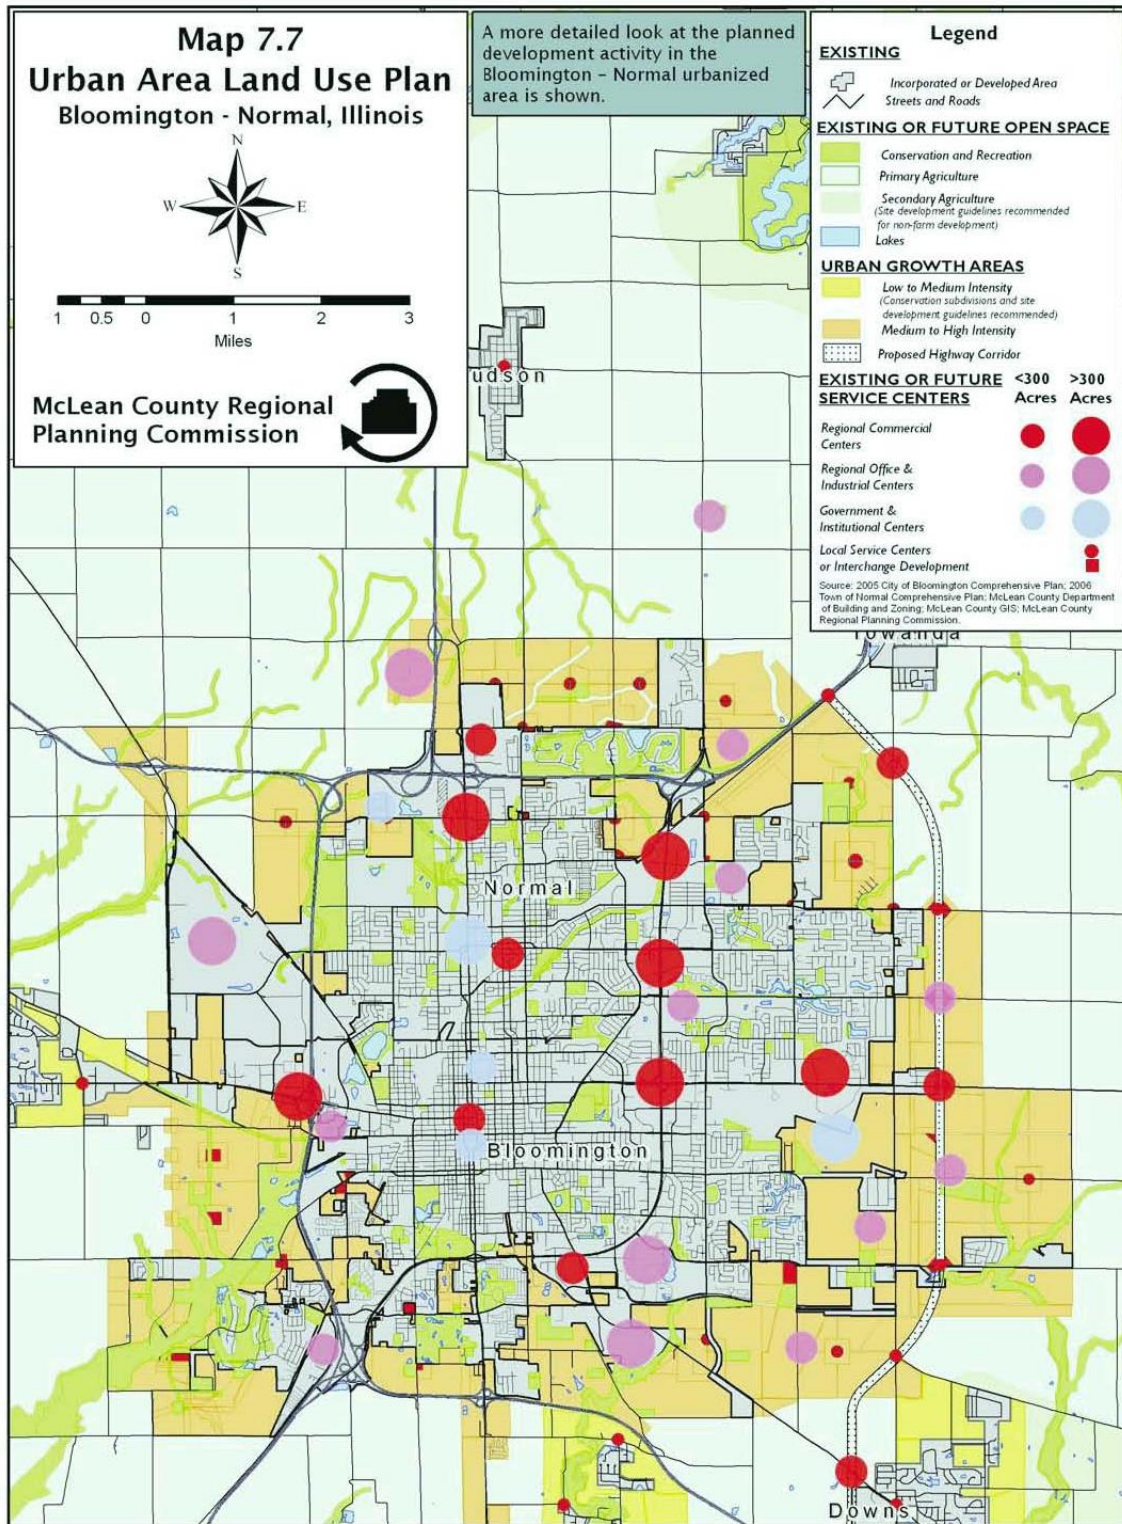 Map 7.7
Urban Area Land Use Plan
Bloomington - Normal, Illinois
N
W E
S
1 0.5 0 1 2 3
Miles
McLean County Regional
Planning Commission
A more detailed look at the planned
development activity in the
Bloomington – Normal urbanized
area is shown.
Legend
EXISTING
Incorporated or Developed Area
Streets and Roads
EXISTING OR FUTURE OPEN SPACE
Conservation and Recreation
Primary Agriculture
Secondary Agriculture
(Site development guidelines recommended
for non-farm development)
Lakes
URBAN GROWTH AREAS
Low to Medium Intensity
(Conservation subdivisions and site
development guidelines recommended)
Medium to High Intensity
Proposed Highway Corridor
EXISTING OR FUTURE <300 >300
SERVICE CENTERS Acres Acres
Regional Commercial
Centers
Regional Office &
Industrial Centers
Government &
Institutional Centers
Local Service Centers
or Interchange Development
Source: 2005 City of Bloomington Comprehensive Plan; 2006
Town of Normal Comprehensive Plan; McLean County Department
of Building and Zoning; McLean County GIS; McLean County
Regional Planning Commission.
udson
Towanda
Normal
Bloomington
Downs